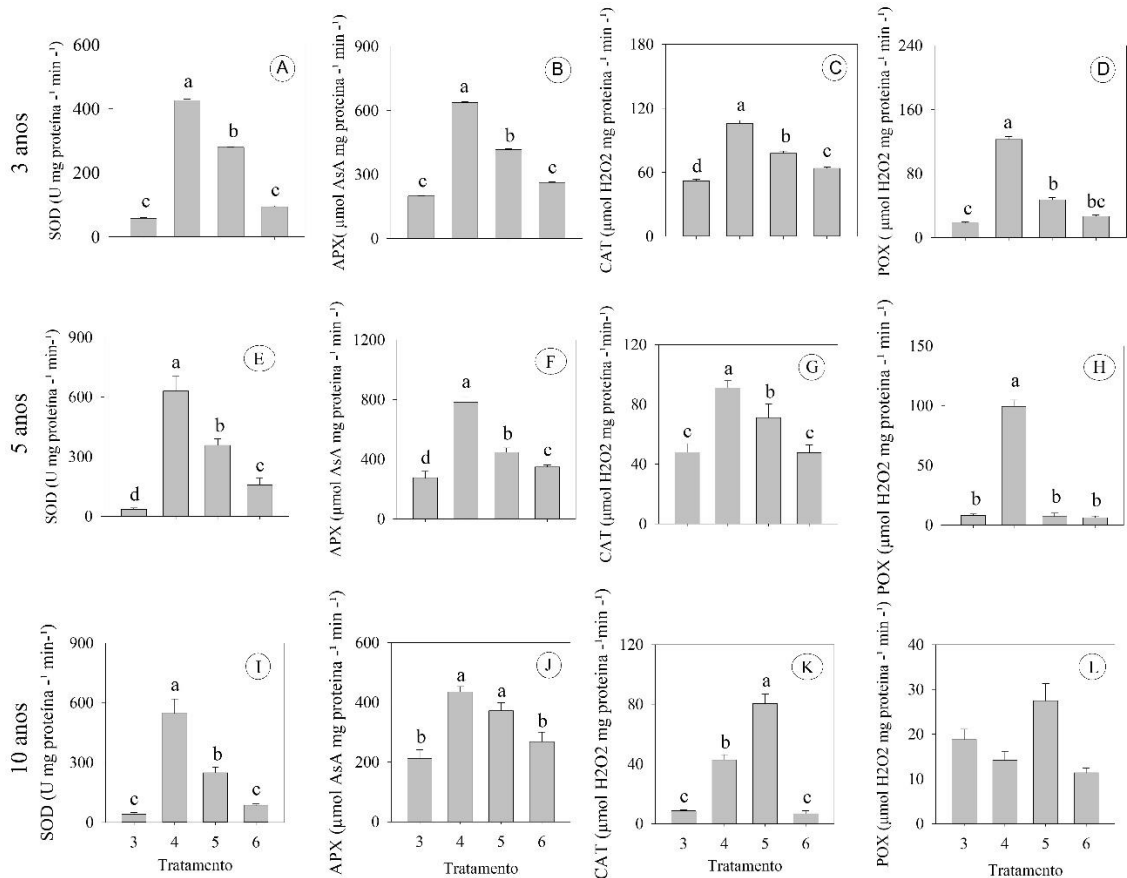 3 anos
SOD (U mg proteína -¹ min -¹)
600
400
200
0
A
c
a
b
c
APX( µmol AsA mg proteina -¹ min -¹)
900
600
300
0
B
c
a
b
c
CAT (µmol H2O2 mg proteina -¹ min -¹)
180
120
60
0
C
d
a
b
c
POX ( µmol H2O2 mg proteina -¹ min -¹)
240
160
80
0
D
c
a
b
bc
5 anos
SOD (U mg proteína -¹ min-¹)
900
600
300
0
E
d
a
b
c
APX (µmol AsA mg proteina -¹ min -¹)
1200
800
400
0
F
d
a
b
c
CAT (µmol H2O2 mg proteína -¹min -¹)
120
80
40
0
G
c
a
b
c
POX (µmol H2O2 mg proteína -¹ min -¹)
150
100
50
0
H
b
a
b
b
10 anos
SOD (U mg proteína -¹ min-¹)
900
600
300
0
I
c
a
b
c
3 4 5 6
Tratamento
APX (µmol AsA mg proteína -¹ min -¹)
600
400
200
0
J
b
a
a
b
3 4 5 6
Tratamento
CAT (µmol H2O2 mg proteína -¹min -¹)
120
80
40
0
K
c
b
a
c
3 4 5 6
Tratamento
POX (µmol H2O2 mg proteína -¹ min -¹)
40
30
20
10
0
L
3 4 5 6
Tratamento